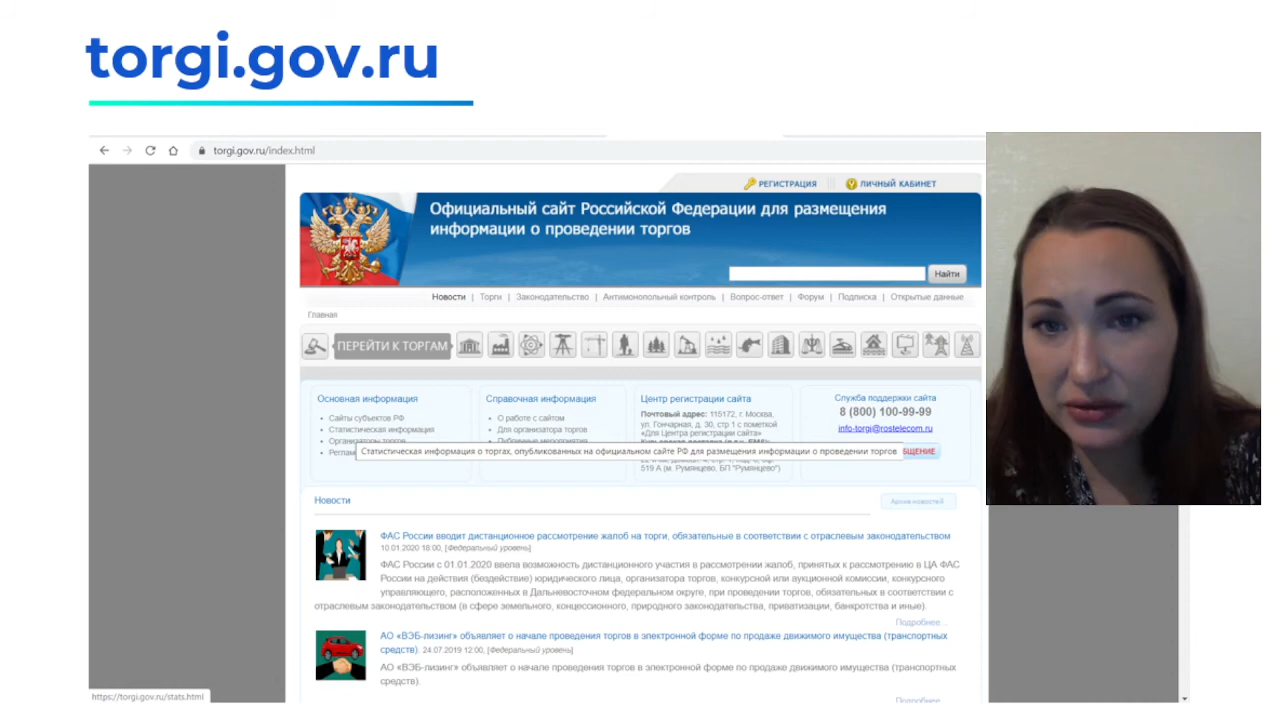 torgi.gov.ru
torgi.gov.ru/index.html
РЕГИСТРАЦИЯ
ЛИЧНЫЙ КАБИНЕТ
Официальный сайт Российской Федерации для размещения
информации о проведении торгов
Найти
Новости | Торги | Законодательство | Антимонопольный контроль | Вопрос-ответ | Форум | Подписка | Открытые данные
Главная
ПЕРЕЙТИ К ТОРГАМ
Основная информация
Сайты субъектов РФ
Статистическая информация
Организаторы торгов
Справочная информация
О работе с сайтом
Для организатора торгов
Публичные мероприятия
Центр регистрации сайта
Почтовый адрес: 115172, г. Москва,
ул. Гончарная, д. 30, стр 1 с пометкой
«Для Центра регистрации сайта»
519 А (м. Румянцево, БП "Румянцево")
Служба поддержки сайта
8 (800) 100-99-99
info-torgi@rostelecom.ru
Статистическая информация о торгах, опубликованных на официальном сайте РФ для размещения информации о проведении торгов
Новости
Архив новостей
ФАС России вводит дистанционное рассмотрение жалоб на торги, обязательные в соответствии с отраслевым законодательством
10.01.2020 18:00, [Федеральный уровень]
ФАС России с 01.01.2020 ввела возможность дистанционного участия в рассмотрении жалоб, принятых к рассмотрению в ЦА ФАС
России на действия (бездействие) юридического лица, организатора торгов, конкурсной или аукционной комиссии, конкурсного
управляющего, расположенных в Дальневосточном федеральном округе, при проведении торгов, обязательных в соответствии с
отраслевым законодательством (в сфере земельного, концессионного, природного законодательства, приватизации, банкротства и иные).
Подробнее...
АО «ВЭБ-лизинг» объявляет о начале проведения торгов в электронной форме по продаже движимого имущества (транспортных
средств). 24.07.2019 12:00, [Федеральный уровень]
АО «ВЭБ-лизинг» объявляет о начале проведения торгов в электронной форме по продаже движимого имущества (транспортных
средств).
Подробнее...
https://torgi.gov.ru/stats.html